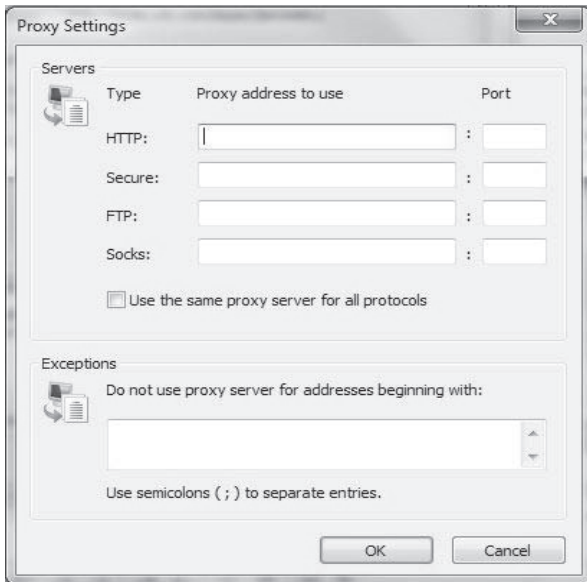 Proxy Settings
Servers
Type Proxy address to use Port
HTTP: :
Secure: :
FTP: :
Socks: :
Use the same proxy server for all protocols
Exceptions
Do not use proxy server for addresses beginning with:
Use semicolons ( ; ) to separate entries.
OK Cancel